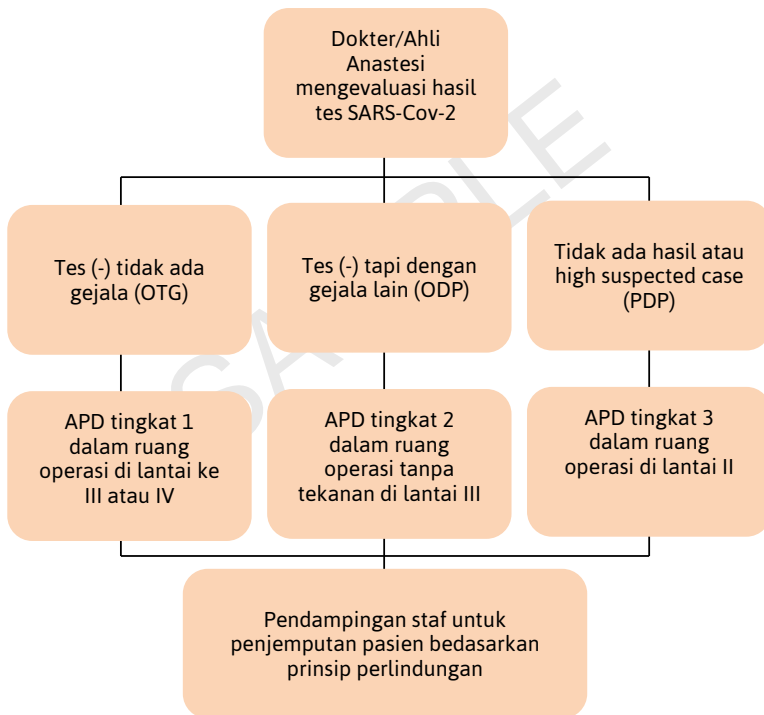 Dokter/Ahli
Anastesi
mengevaluasi hasil
tes SARS-Cov-2
Tes (-) tidak ada
gejala (OTG)
Tes (-) tapi dengan
gejala lain (ODP)
Tidak ada hasil atau
high suspected case
(PDP)
APD tingkat 1
dalam ruang
operasi di lantai ke
III atau IV
APD tingkat 2
dalam ruang
operasi tanpa
tekanan di lantai III
APD tingkat 3
dalam ruang
operasi di lantai II
Pendampingan staf untuk
penjemputan pasien bedasarkan
prinsip perlindungan
SAMPLE